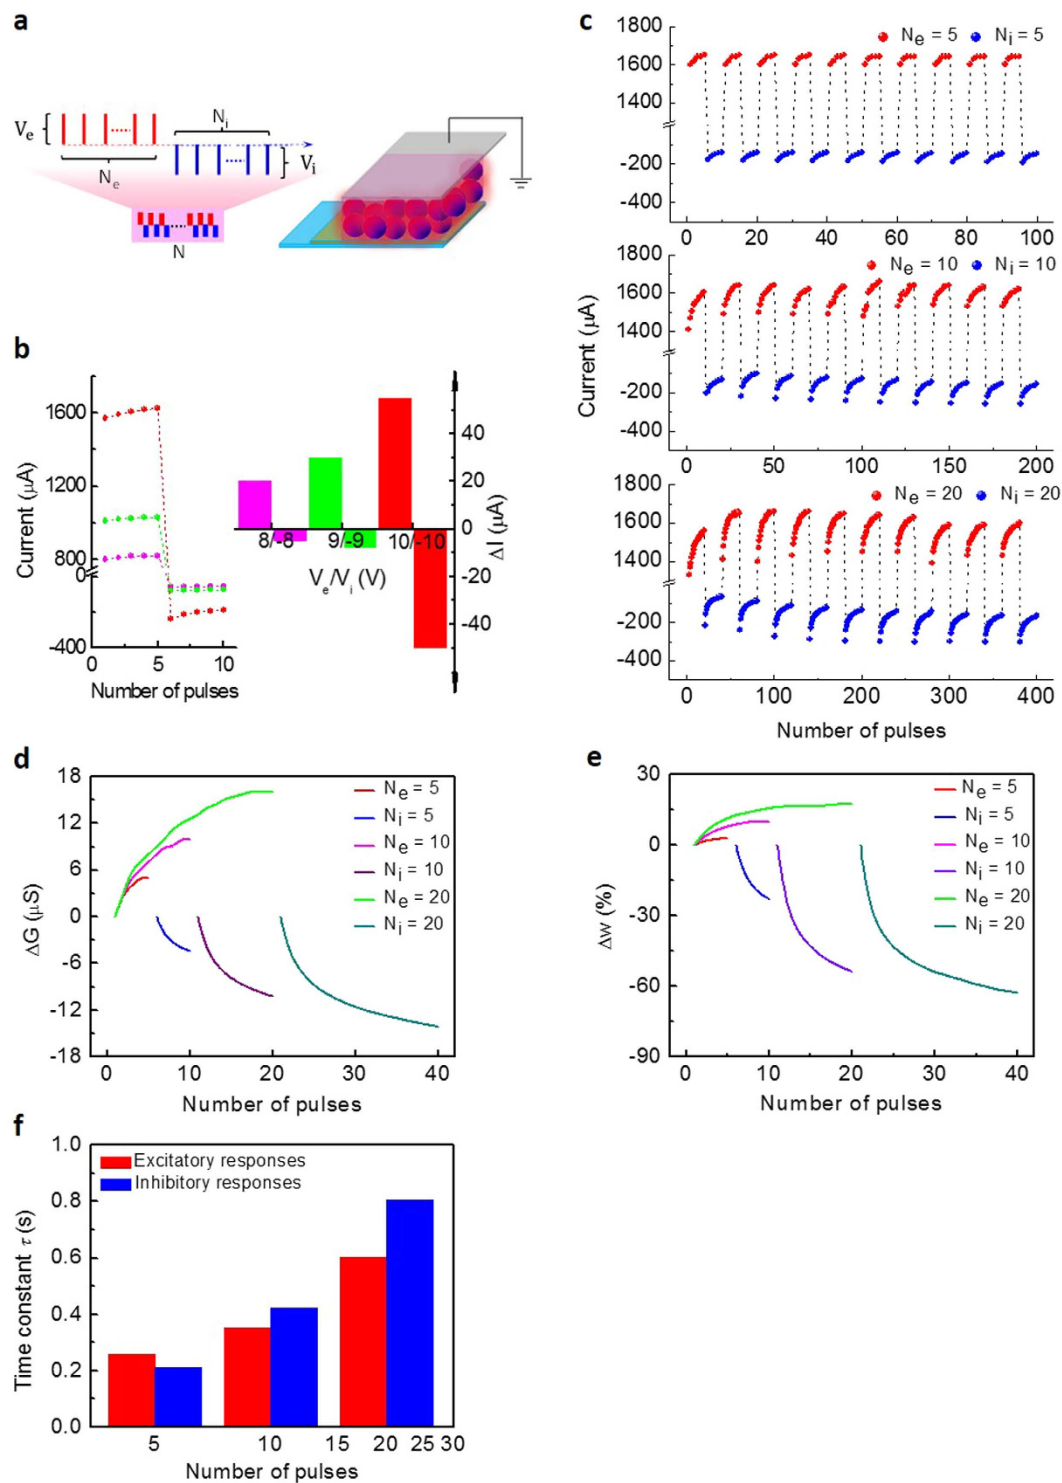 a
Vₑ
Nₑ
Nᵢ
Vᵢ
N
b
Current (μA)
1600
1200
800
0
-400
0 5 10
Number of pulses
8/-8 9/-9 10/-10
Vₑ/Vᵢ (V)
40
20
0
-20
-40
ΔI (μA)
c
Nₑ = 5 Nᵢ = 5
1600
1400
-200
-400
0 10 20 30 40 50 60 70 80 90 100
Nₑ = 10 Nᵢ = 10
Current (μA)
1600
1400
-200
-400
0 50 100 150 200
Nₑ = 20 Nᵢ = 20
1600
1400
-200
-400
0 100 200 300 400
Number of pulses
d
ΔG (μS)
18
12
6
0
-6
-12
-18
Nₑ = 5
Nᵢ = 5
Nₑ = 10
Nᵢ = 10
Nₑ = 20
Nᵢ = 20
0 10 20 30 40
Number of pulses
e
Δw (%)
30
0
-30
-60
-90
Nₑ = 5
Nᵢ = 5
Nₑ = 10
Nᵢ = 10
Nₑ = 20
Nᵢ = 20
0 10 20 30 40
Number of pulses
f
Time constant τ (s)
1.0
0.8
0.6
0.4
0.2
0.0
Excitatory responses
Inhibitory responses
5 10 15 20 25 30
Number of pulses